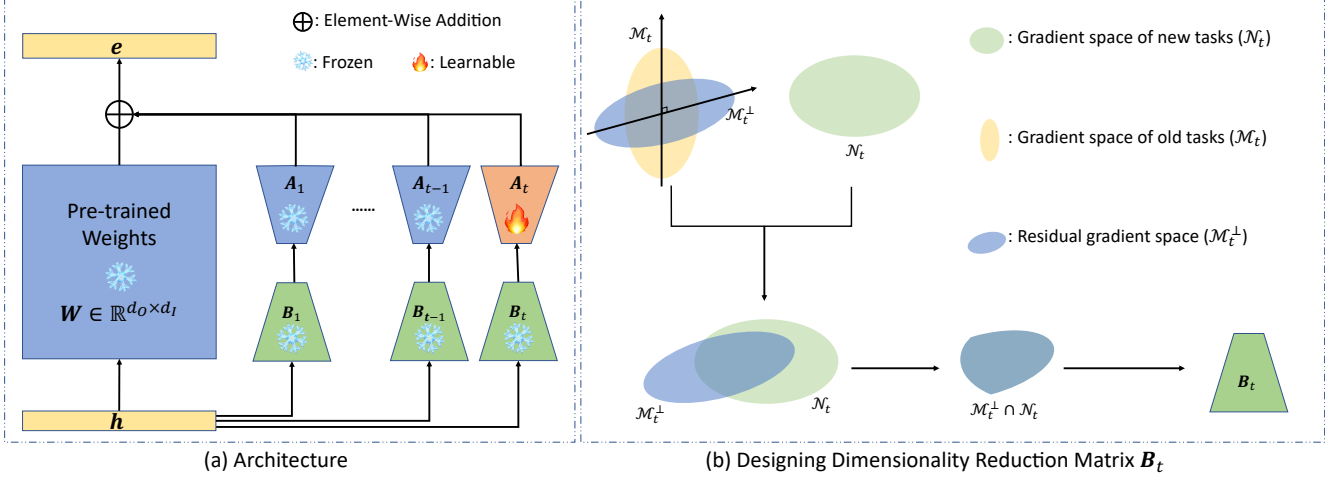 e
⊕: Element-Wise Addition
: Frozen
: Learnable
Pre-trained
Weights
W ∈ ℝ^{d_O×d_I}
A_1
......
A_{t−1}
A_t
B_1
B_{t−1}
B_t
h
(a) Architecture
ℳ_t
ℳ_t^⊥
𝒩_t
: Gradient space of new tasks (𝒩_t)
: Gradient space of old tasks (ℳ_t)
: Residual gradient space (ℳ_t^⊥)
ℳ_t^⊥
𝒩_t
ℳ_t^⊥ ∩ 𝒩_t
B_t
(b) Designing Dimensionality Reduction Matrix B_t